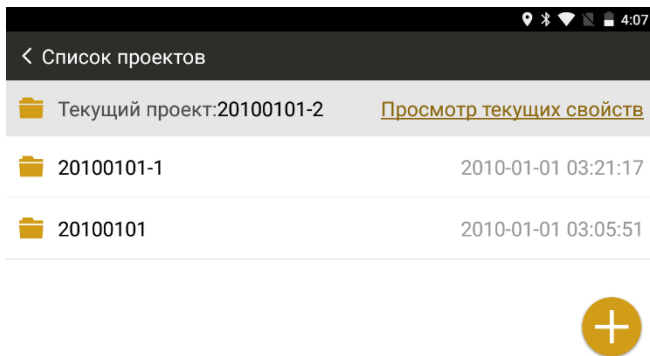 4:07
Список проектов
Текущий проект:20100101-2 Просмотр текущих свойств
20100101-1 2010-01-01 03:21:17
20100101 2010-01-01 03:05:51